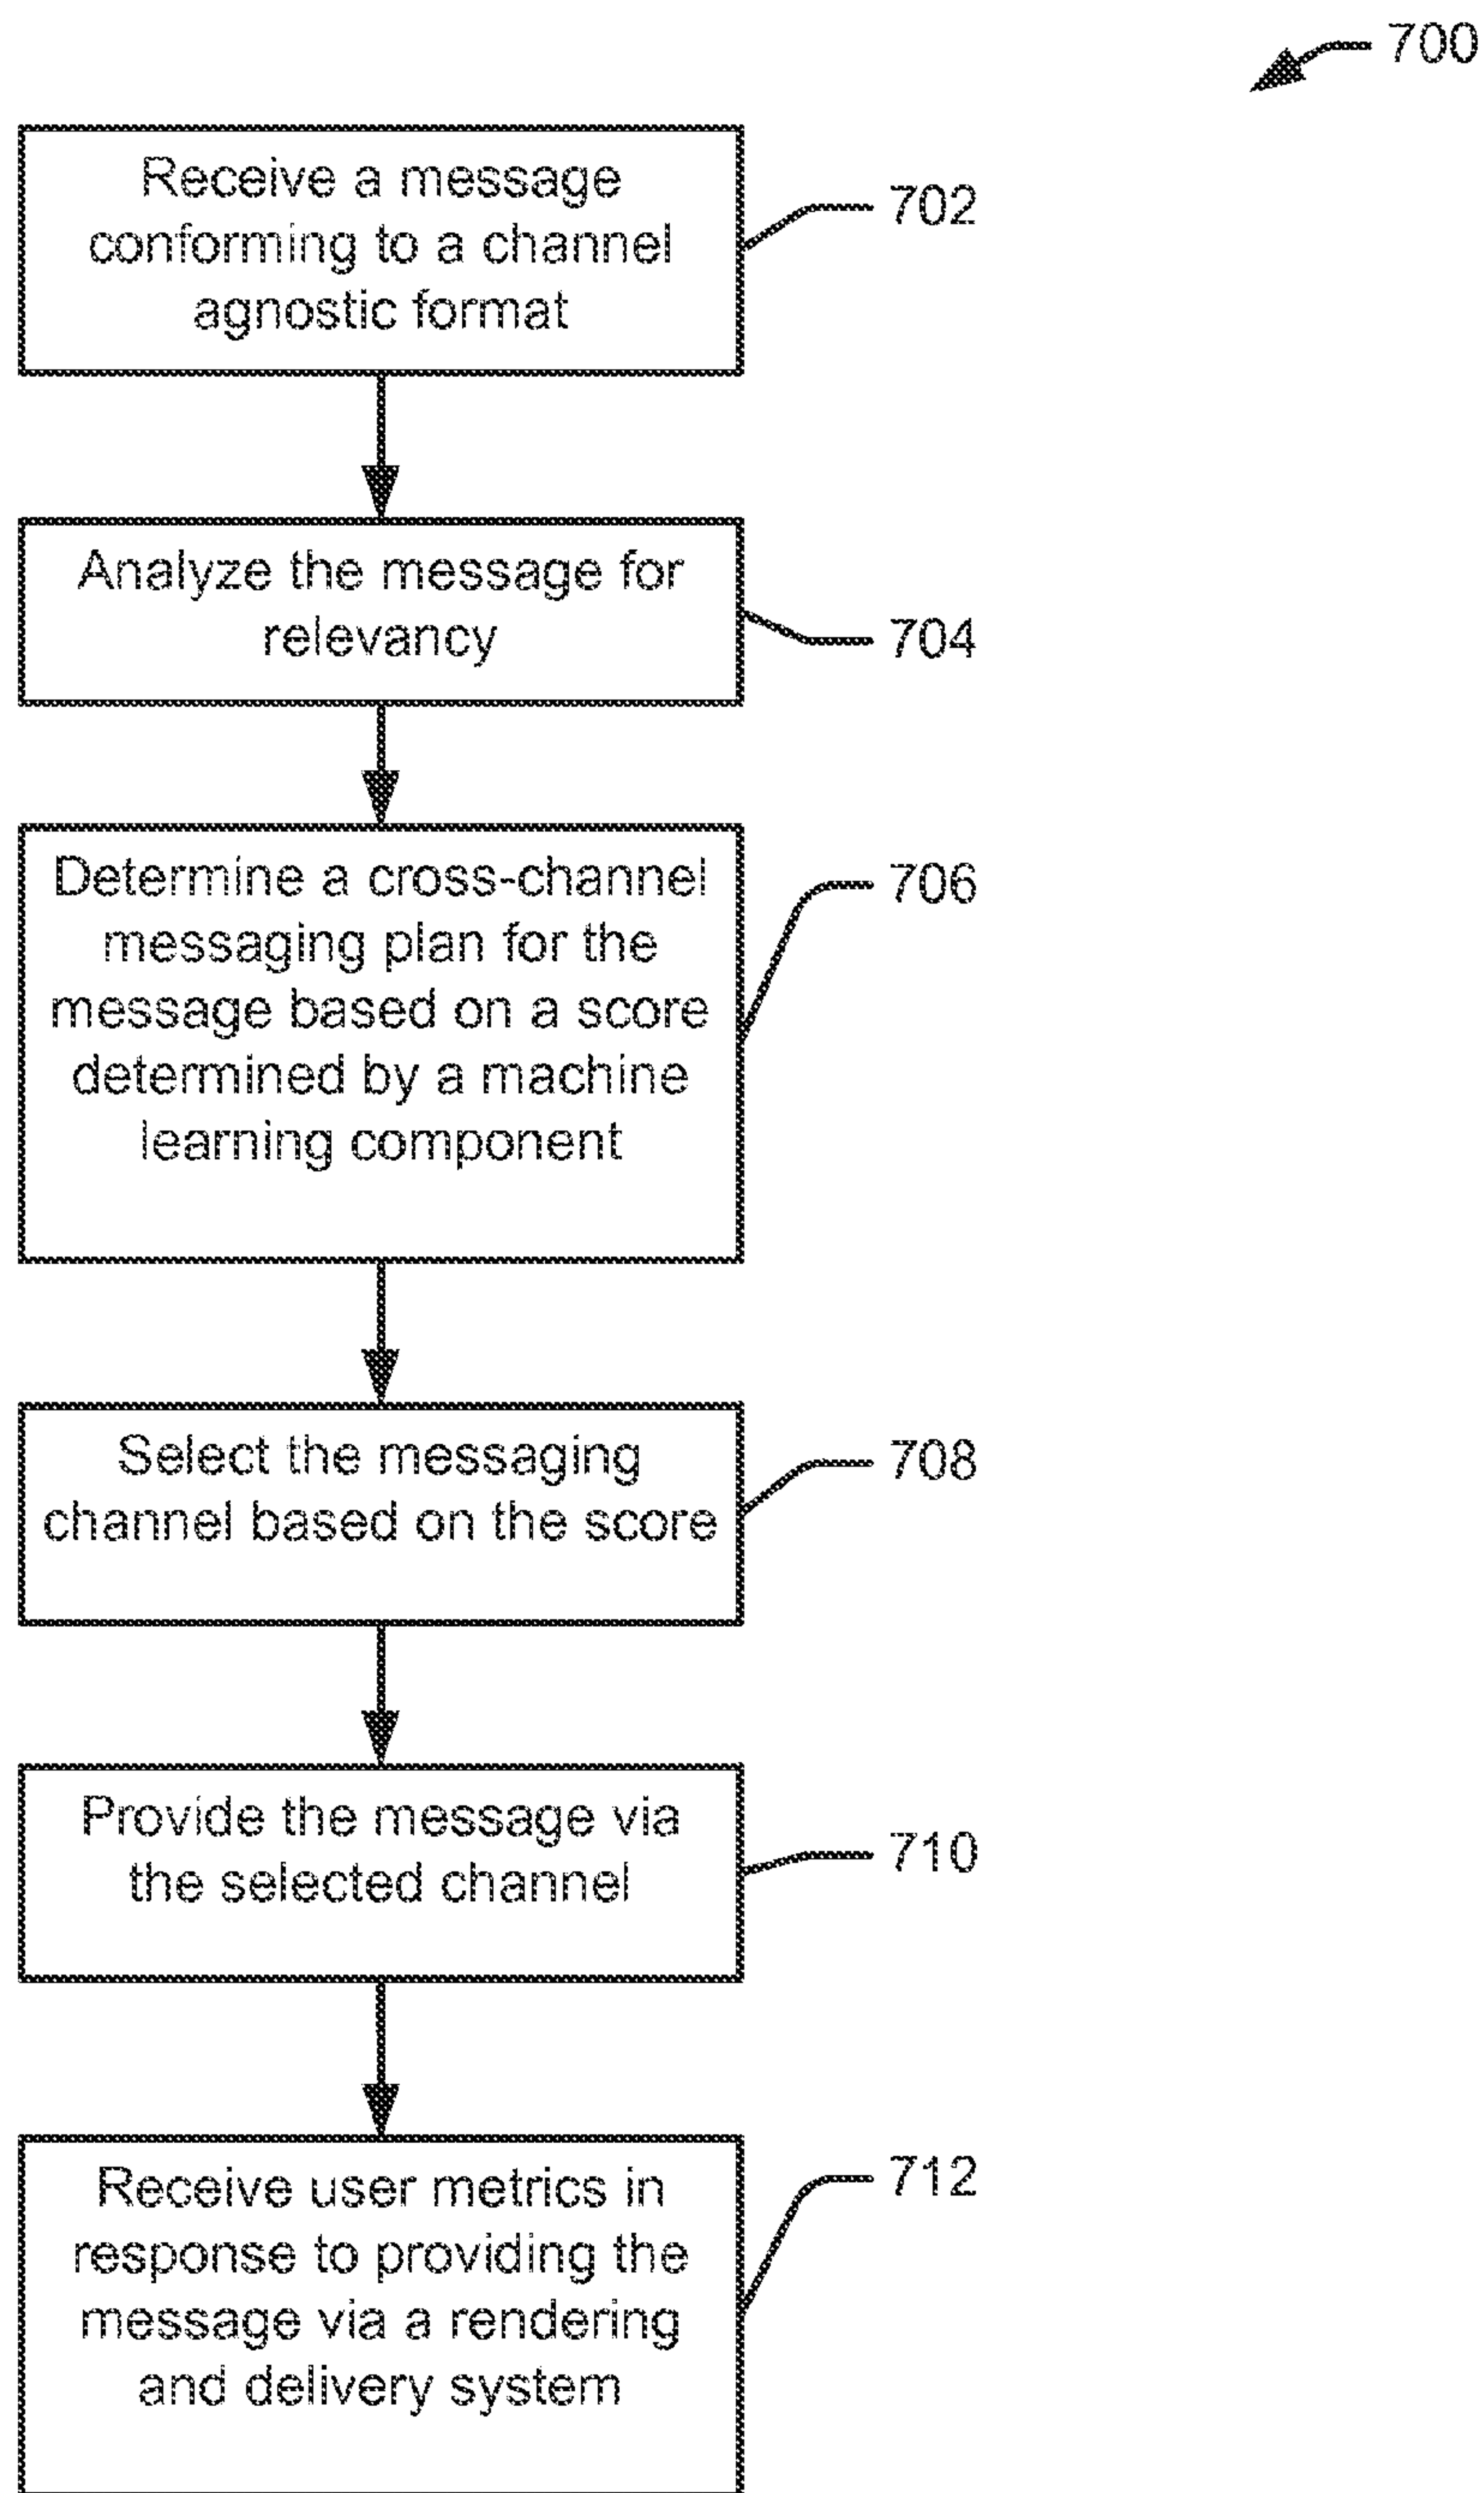 700
Receive a message
conforming to a channel
agnostic format
702
Analyze the message for
relevancy
704
Determine a cross-channel
messaging plan for the
message based on a score
determined by a machine
learning component
706
Select the messaging
channel based on the score
708
Provide the message via
the selected channel
710
Receive user metrics in
response to providing the
message via a rendering
and delivery system
712